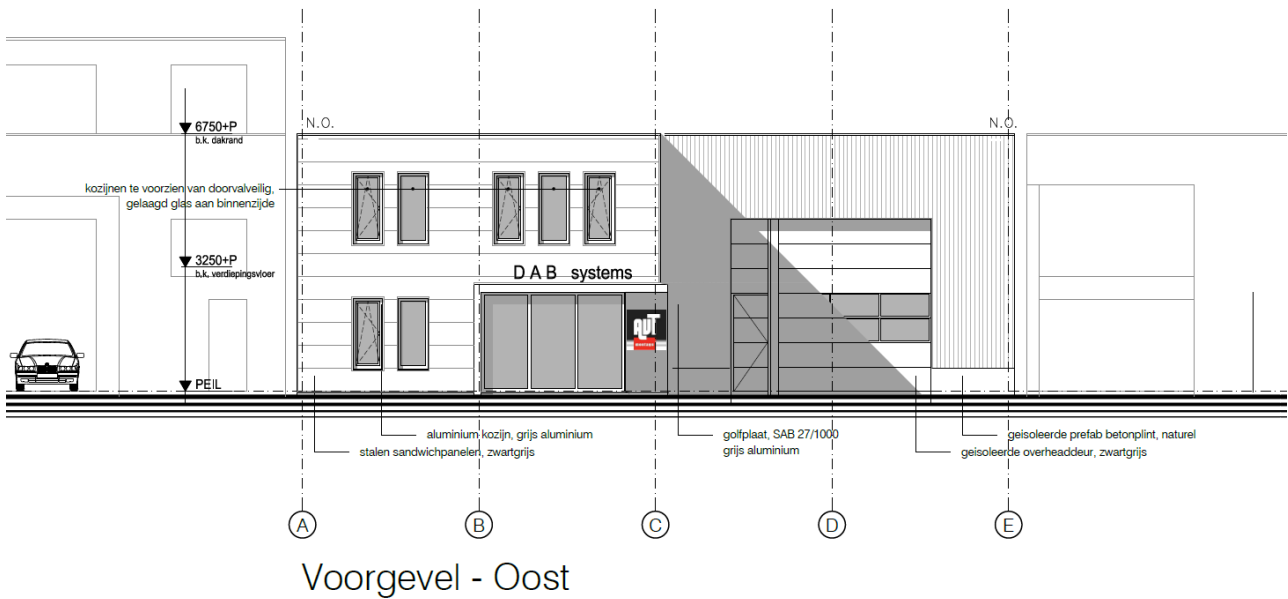 N.O.
N.O.
6750+P
b.k. dakrand
kozijnen te voorzien van doorvalveilig,
gelaagd glas aan binnenzijde
3250+P
b.k. verdiepingsvloer
DAB systems
PEIL
aluminium kozijn, grijs aluminium
stalen sandwichpanelen, zwartgrijs
golfplaat, SAB 27/1000
grijs aluminium
geisoleerde prefab betonplint, naturel
geisoleerde overheaddeur, zwartgrijs
A
B
C
D
E
Voorgevel - Oost